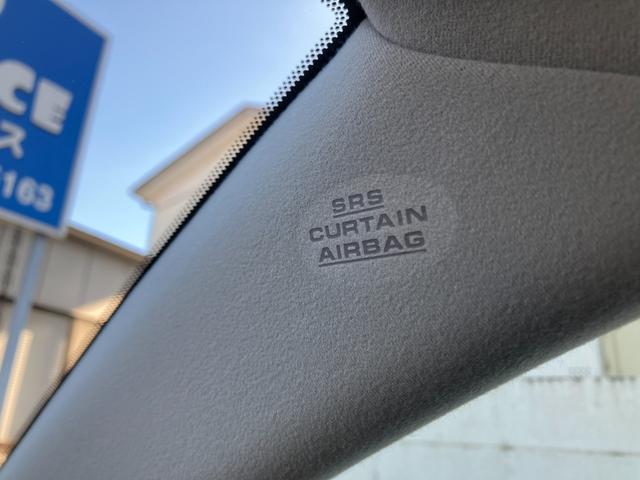 CE
ス
163
SRS
CURTAIN
AIRBAG